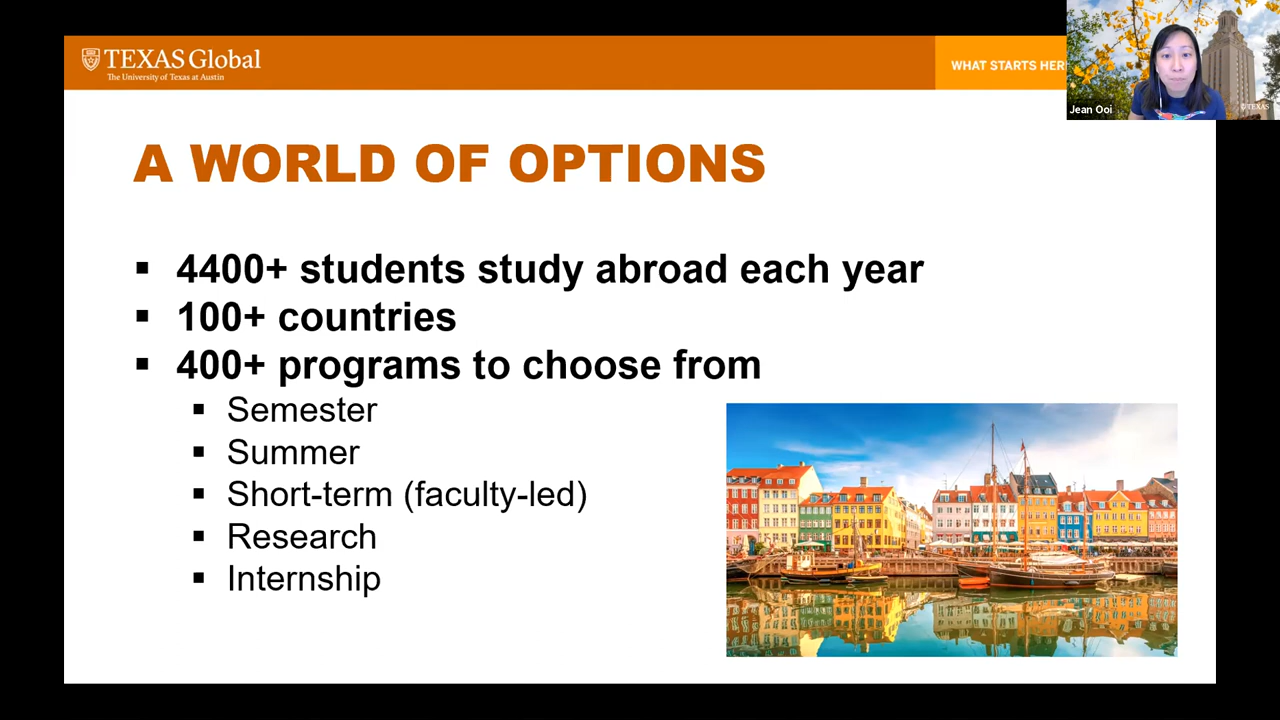 TEXAS Global
The University of Texas at Austin
WHAT STARTS HER
Jean Ooi
TEXAS
A WORLD OF OPTIONS
▪ 4400+ students study abroad each year
▪ 100+ countries
▪ 400+ programs to choose from
▪ Semester
▪ Summer
▪ Short-term (faculty-led)
▪ Research
▪ Internship